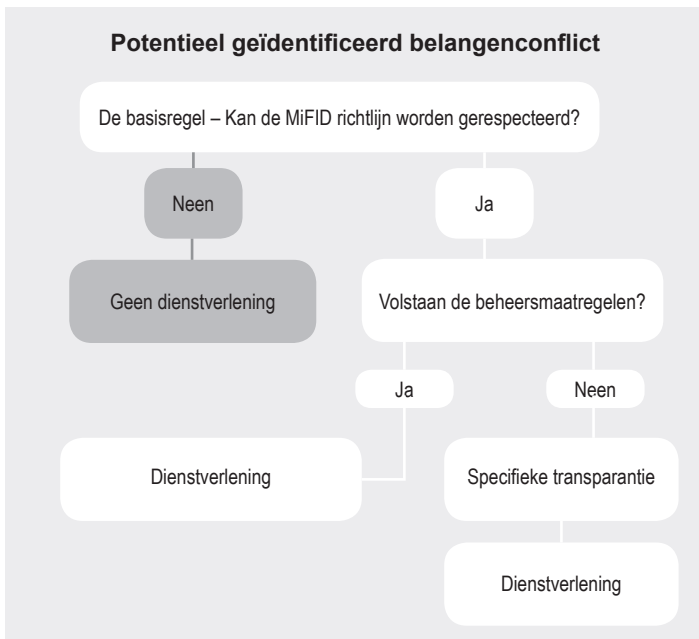 Potentieel geïdentificeerd belangenconflict
De basisregel – Kan de MiFID richtlijn worden gerespecteerd?
Neen
Ja
Geen dienstverlening
Volstaan de beheersmaatregelen?
Ja
Neen
Dienstverlening
Specifieke transparantie
Dienstverlening